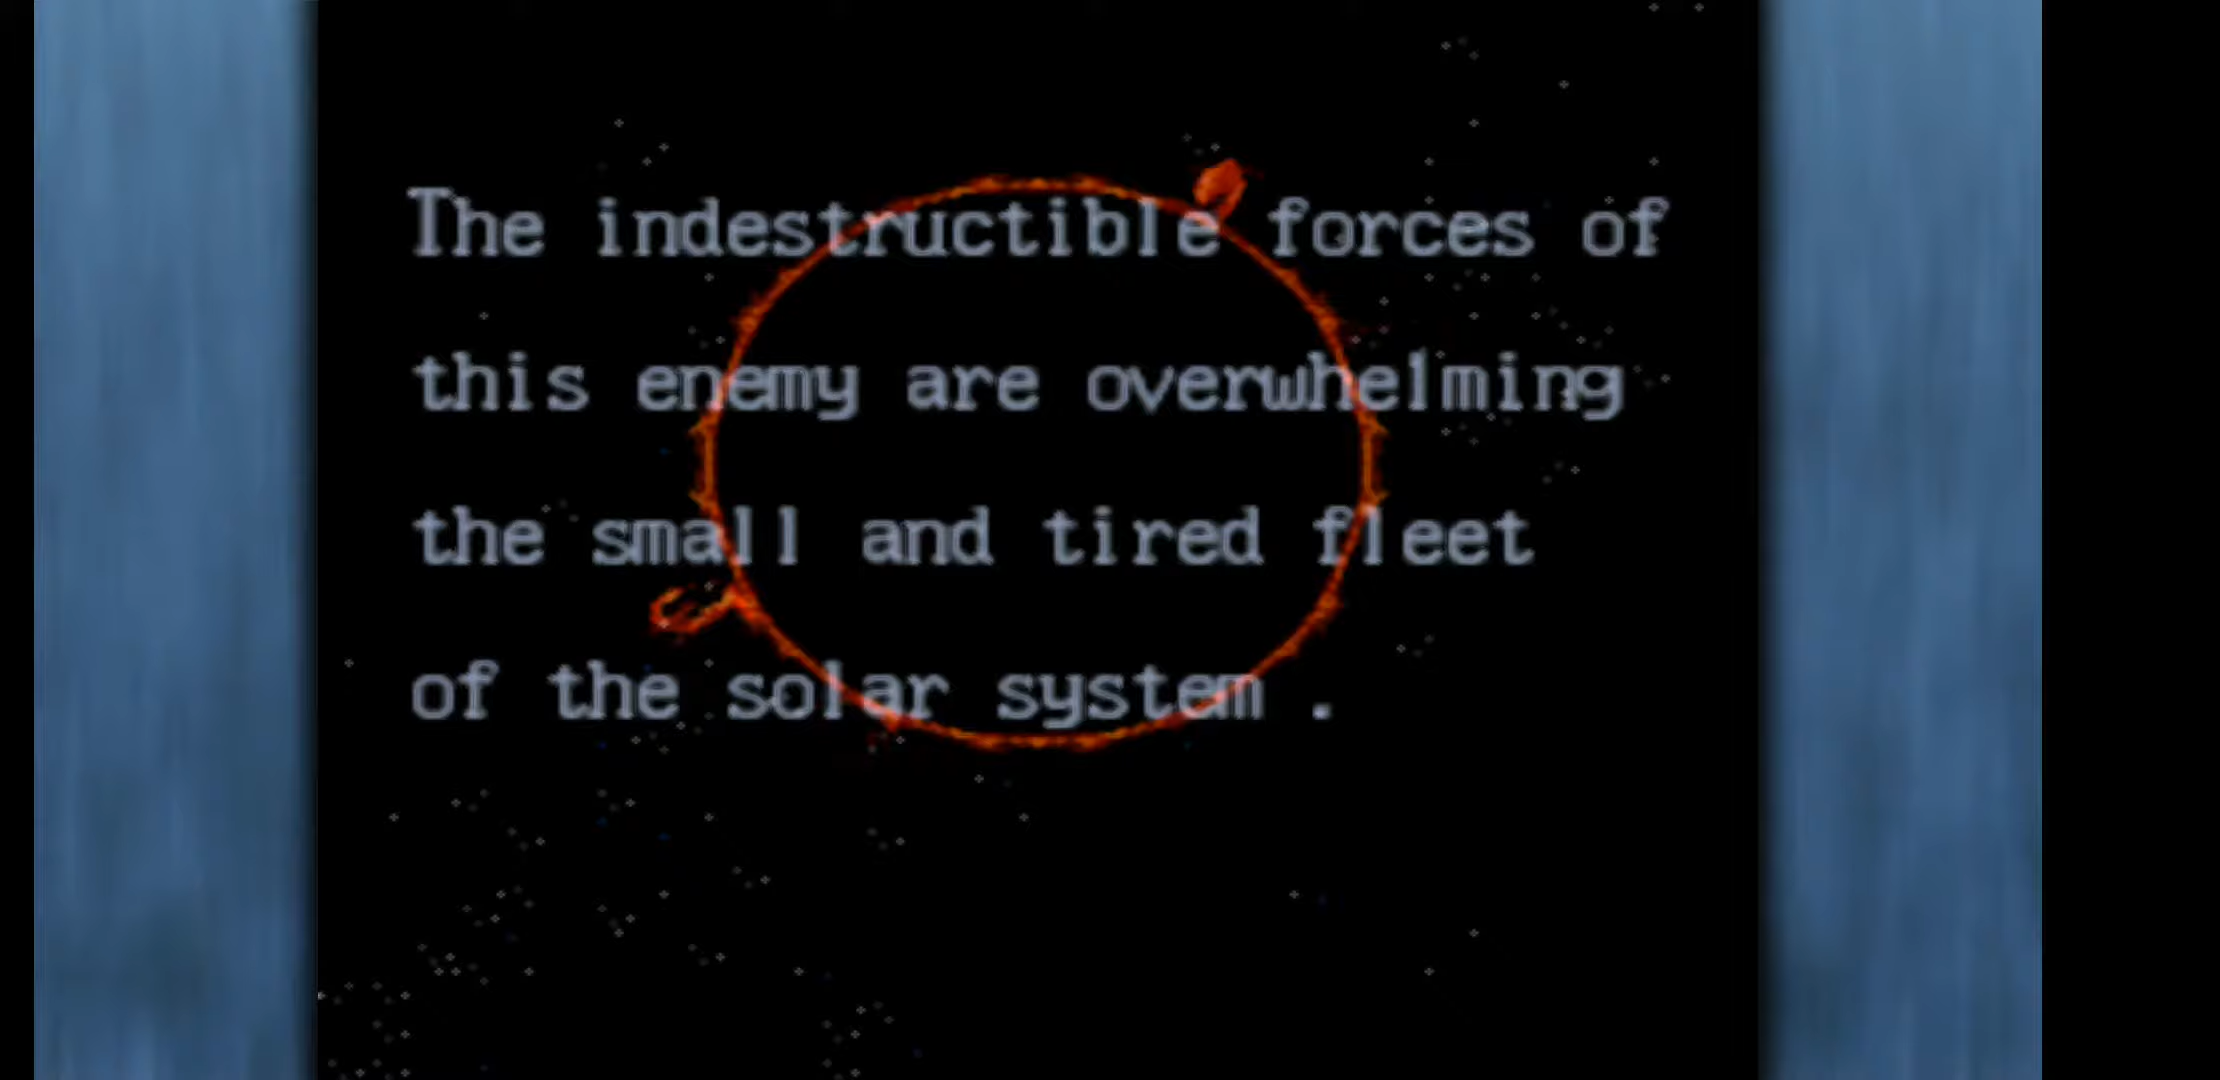 The indestructible forces of
this enemy are overwhelming
the small and tired fleet
of the solar system .